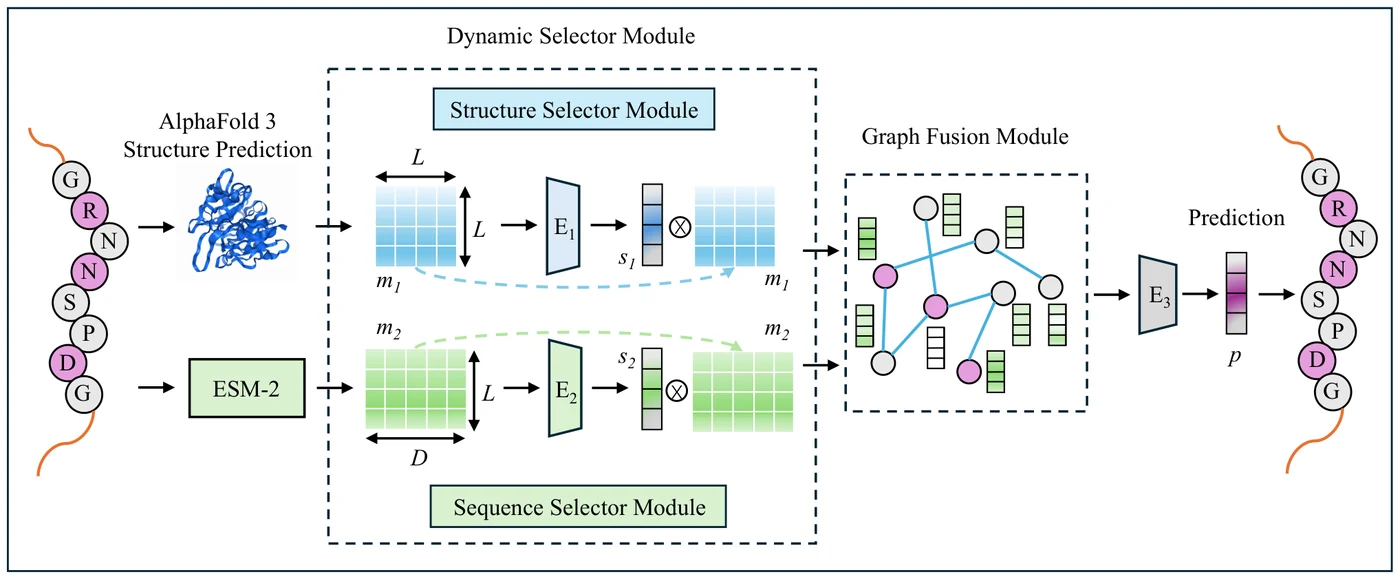 Dynamic Selector Module
Structure Selector Module
AlphaFold 3
Structure Prediction
Graph Fusion Module
Prediction
G
R
N
N
S
P
D
G
L
L
E1
s1
⊗
m1
m1
ESM-2
m2
m2
L
D
E2
s2
⊗
Sequence Selector Module
E3
p
G
R
N
N
S
P
D
G